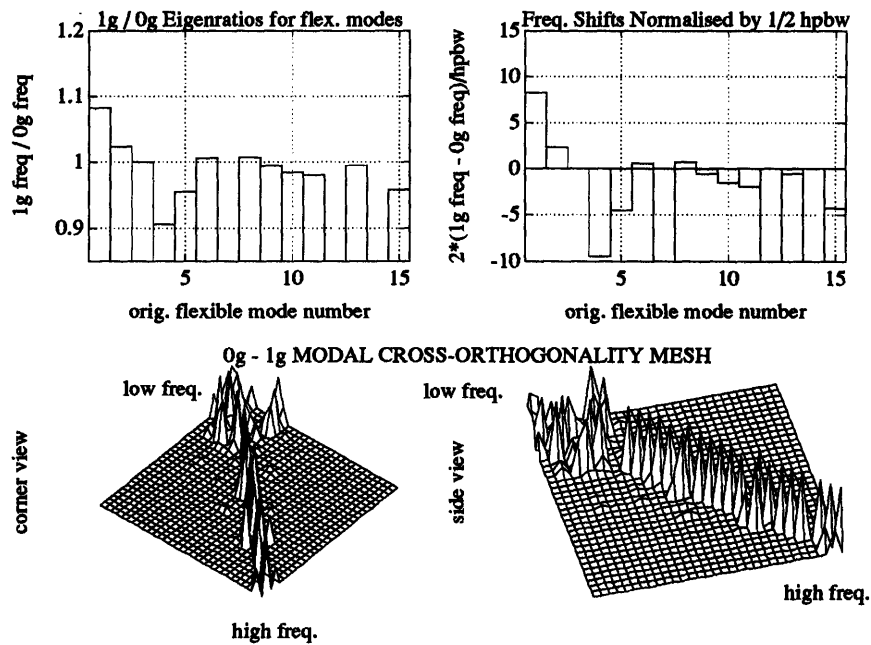 1g / 0g Eigenratios for flex. modes
1g freq / 0g freq
1.2
1.1
1
0.9
5
10
15
orig. flexible mode number
Freq. Shifts Normalised by 1/2 hpbw
2*(1g freq - 0g freq)/hpbw
15
10
5
0
-5
-10
5
10
15
orig. flexible mode number
0g - 1g MODAL CROSS-ORTHOGONALITY MESH
corner view
low freq.
high freq.
side view
low freq.
high freq.